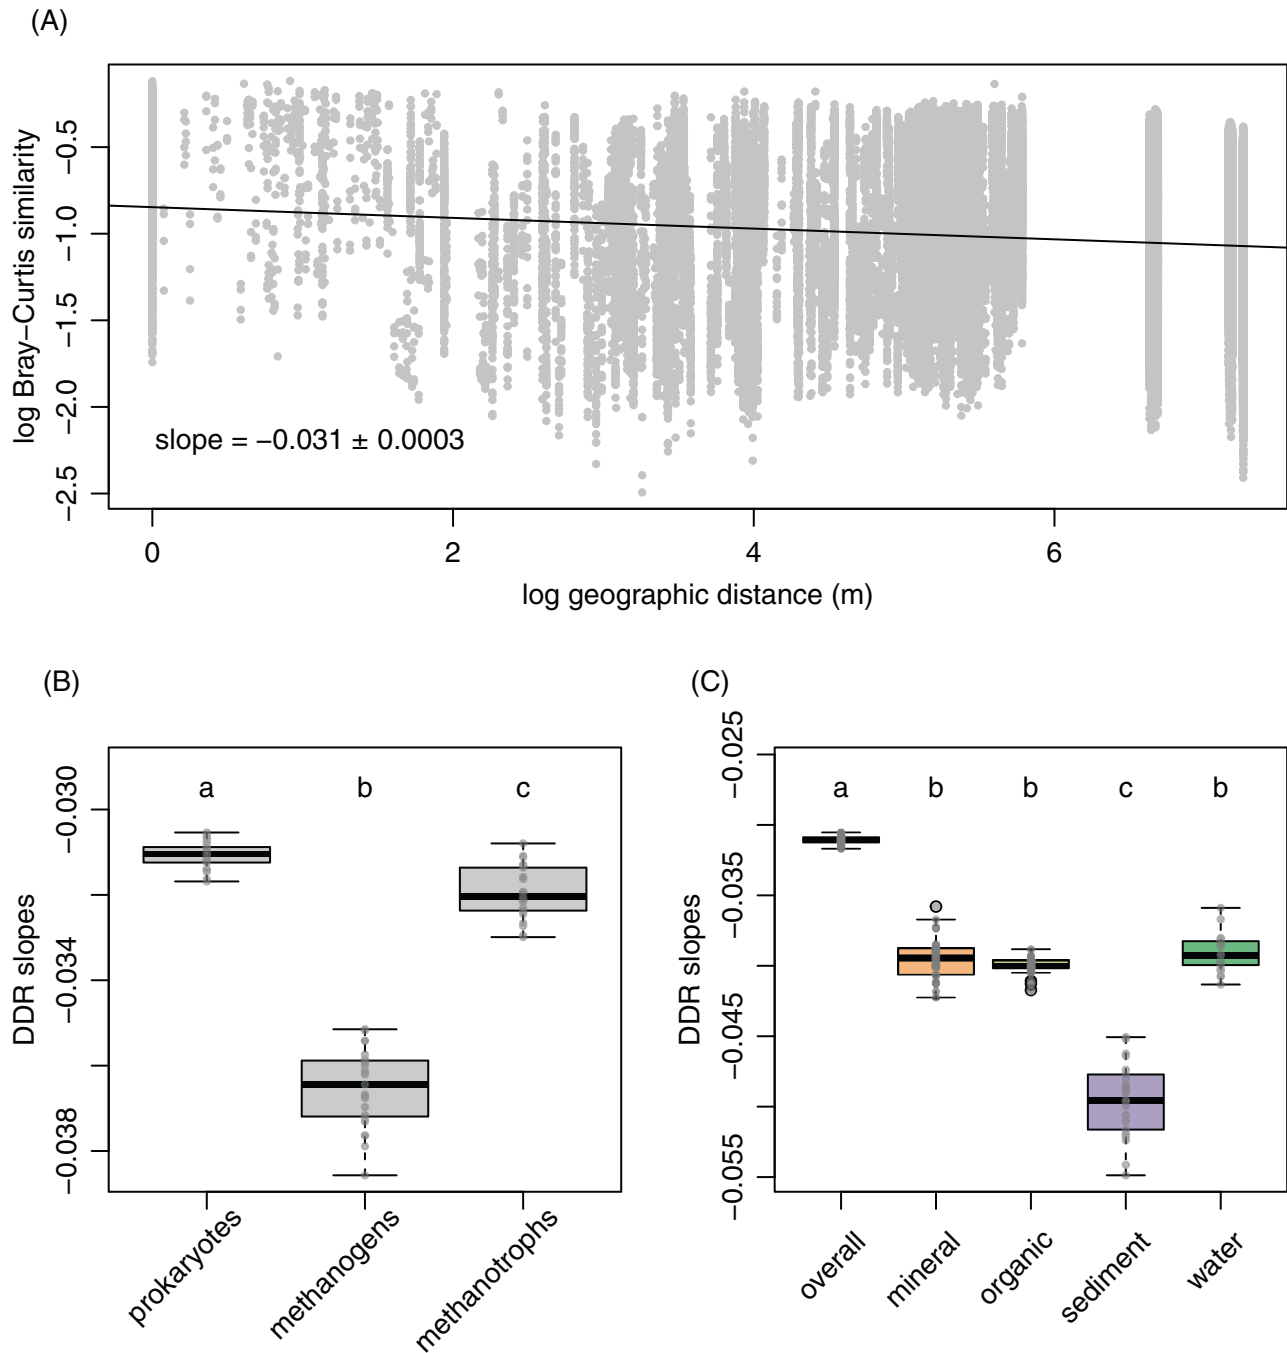 (A)
log Bray−Curtis similarity
−0.5
−1.0
−1.5
−2.0
−2.5
slope = −0.031 ± 0.0003
0 2 4 6
log geographic distance (m)
(B)
DDR slopes
−0.030
−0.034
−0.038
a b c
prokaryotes
methanogens
methanotrophs
(C)
DDR slopes
−0.025
−0.035
−0.045
−0.055
a b b c b
overall
mineral
organic
sediment
water